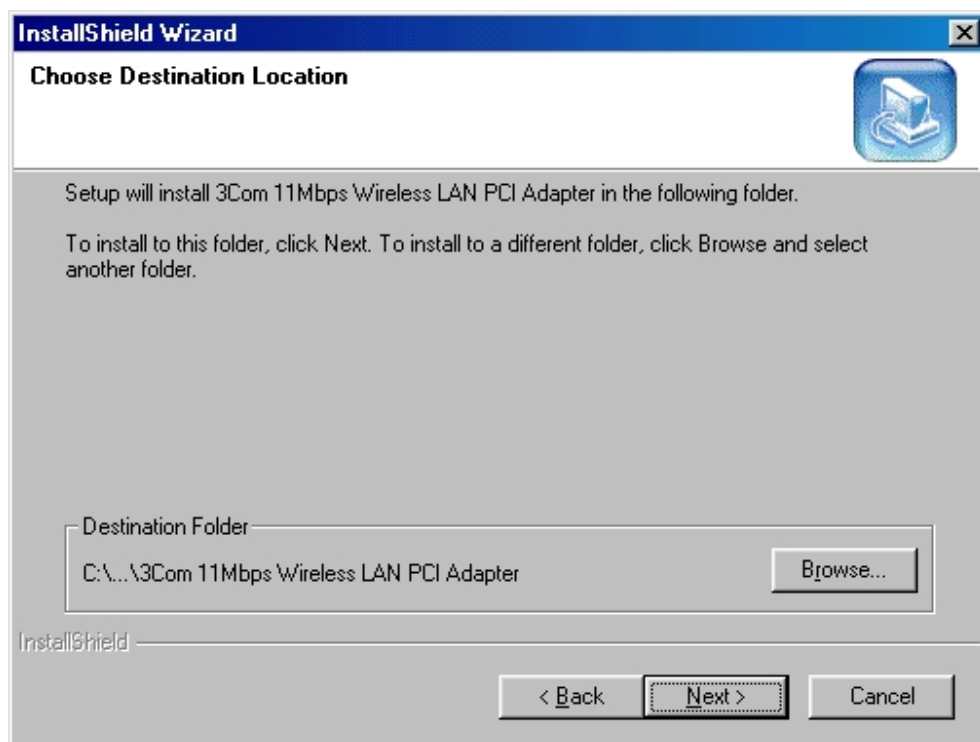 InstallShield Wizard
Choose Destination Location
Setup will install 3Com 11Mbps Wireless LAN PCI Adapter in the following folder.
To install to this folder, click Next. To install to a different folder, click Browse and select
another folder.
Destination Folder
C:\...\3Com 11Mbps Wireless LAN PCI Adapter
Browse...
InstallShield
< Back
Next >
Cancel